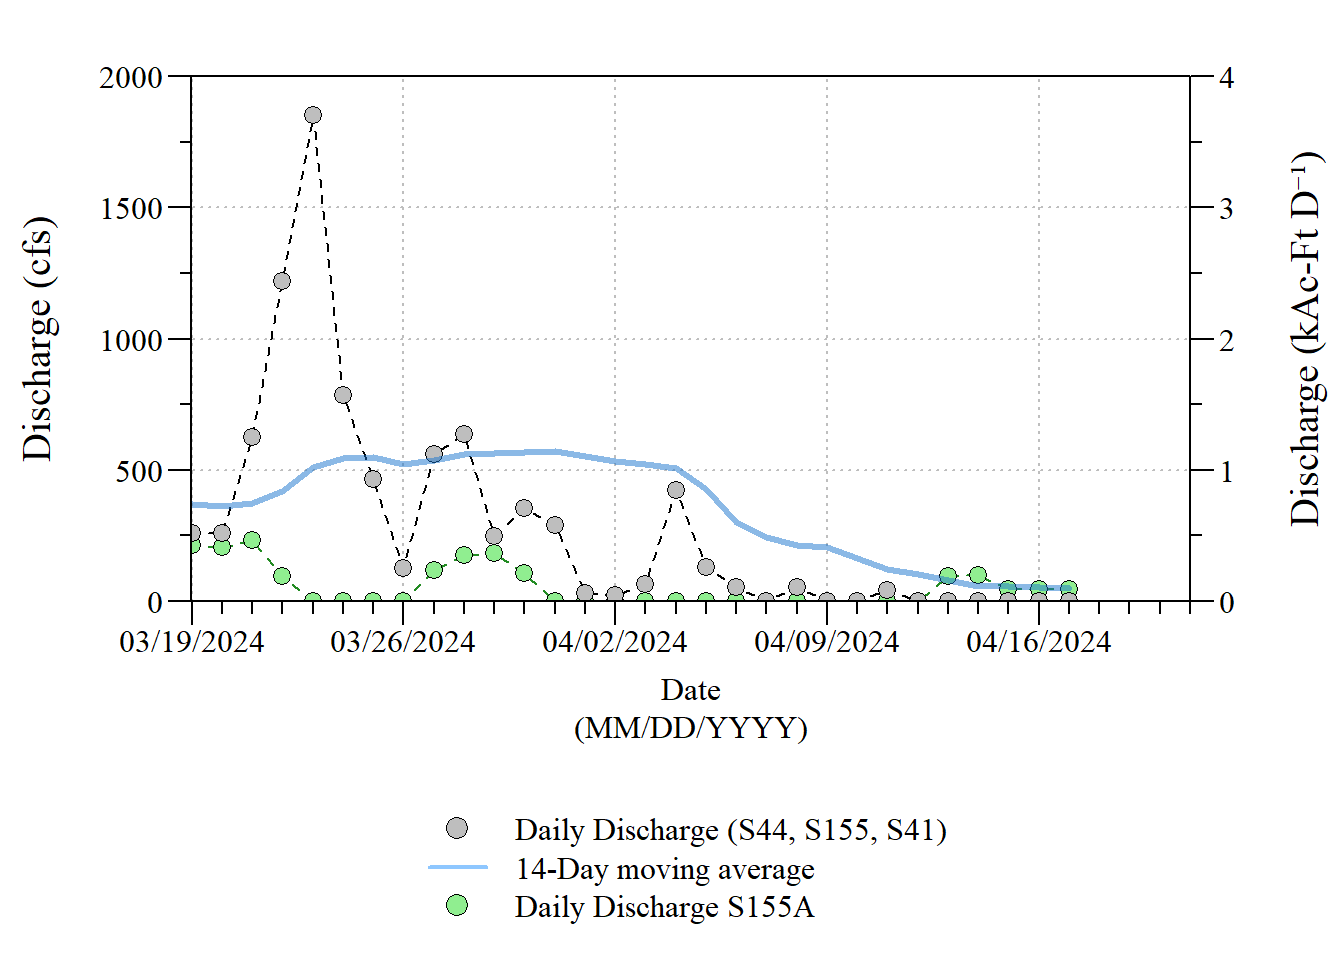 2000
1500
1000
500
0
4
3
2
1
0
Discharge (cfs)
Discharge (kAc-Ft D⁻¹)
03/19/2024
03/26/2024
04/02/2024
04/09/2024
04/16/2024
Date
(MM/DD/YYYY)
Daily Discharge (S44, S155, S41)
14-Day moving average
Daily Discharge S155A